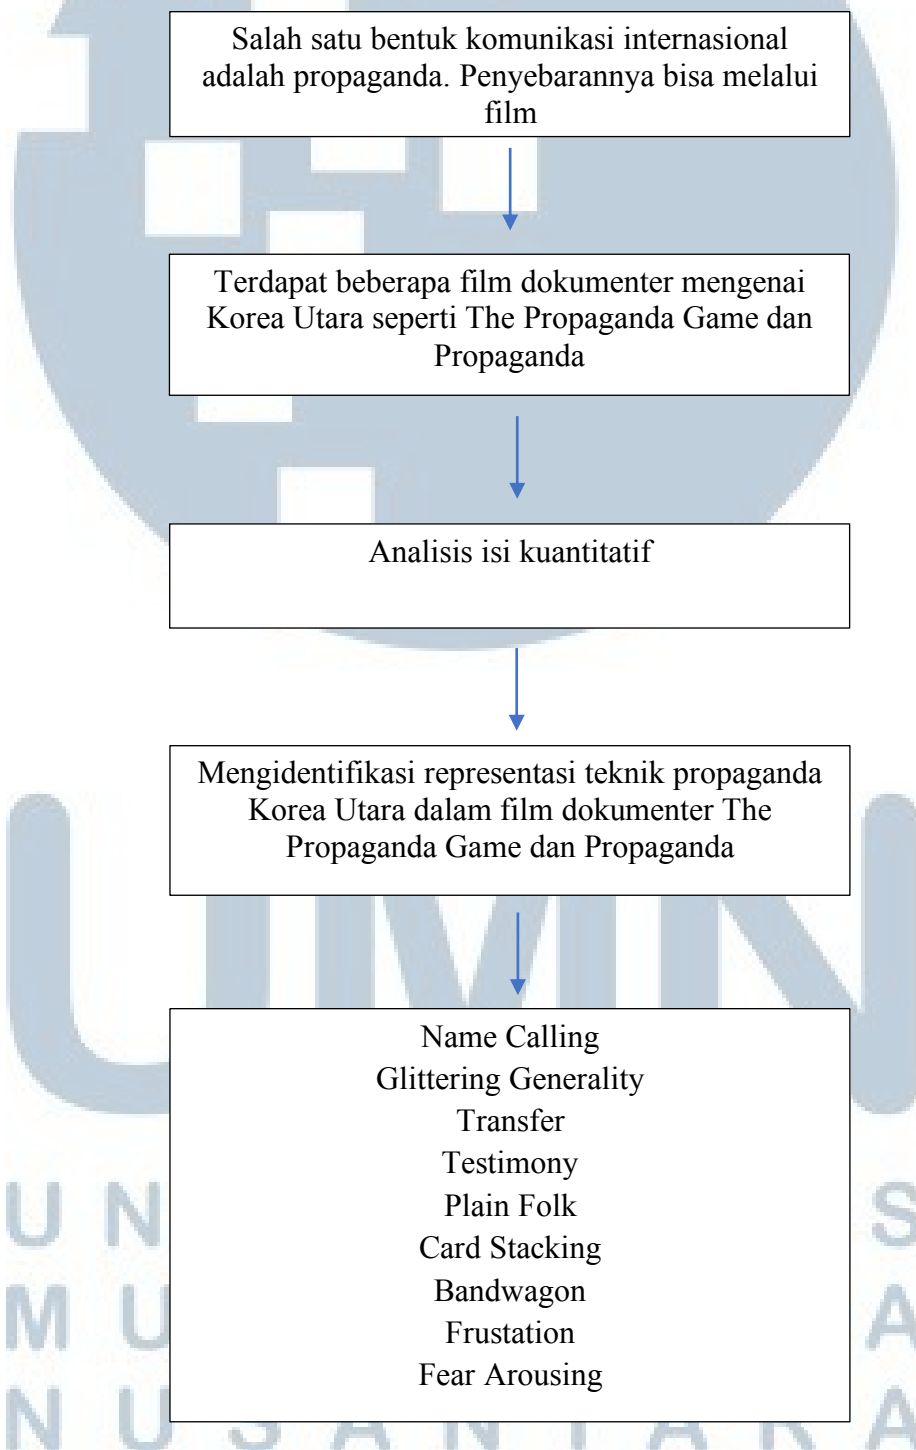 Salah satu bentuk komunikasi internasional
adalah propaganda. Penyebarannya bisa melalui
film
Terdapat beberapa film dokumenter mengenai
Korea Utara seperti The Propaganda Game dan
Propaganda
Analisis isi kuantitatif
Mengidentifikasi representasi teknik propaganda
Korea Utara dalam film dokumenter The
Propaganda Game dan Propaganda
Name Calling
Glittering Generality
Transfer
Testimony
Plain Folk
Card Stacking
Bandwagon
Frustation
Fear Arousing
UMN
NUSANTARA